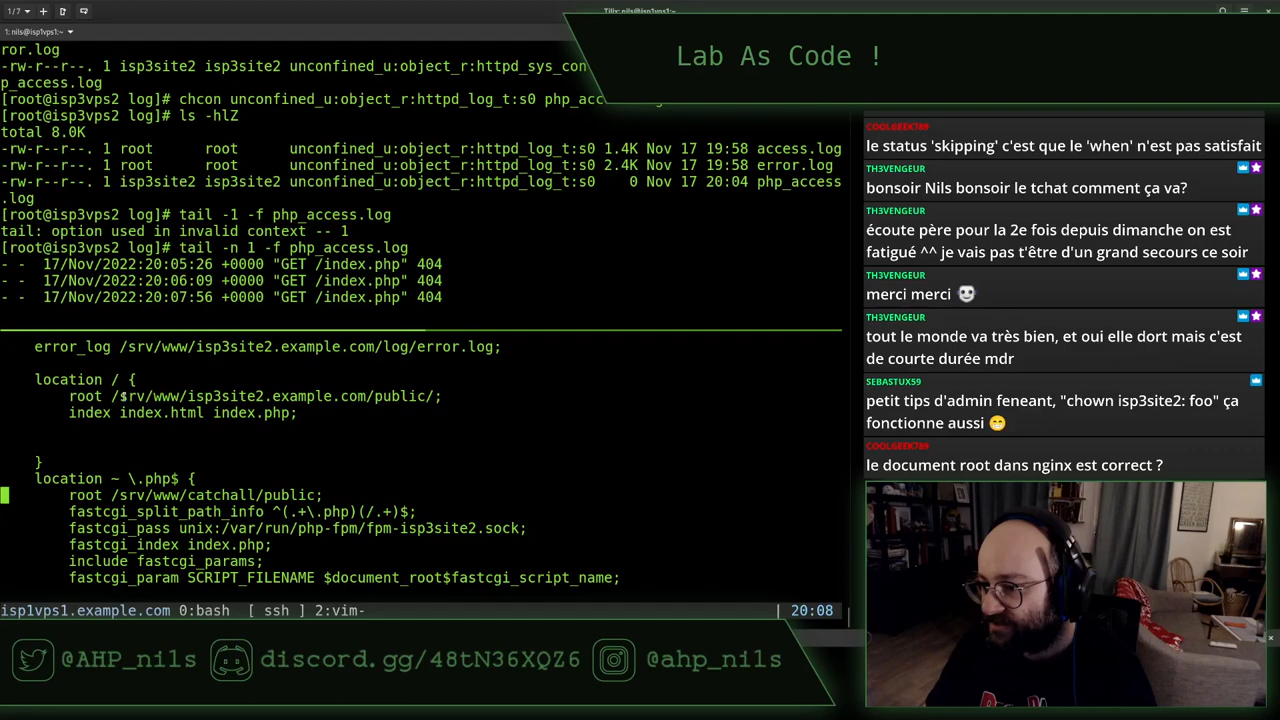 1/7
Tilix: nils@isp1vps1:~
1: nils@isp1vps1:~
Lab As Code !
ror.log
-rw-r--r--. 1 isp3site2 isp3site2 unconfined_u:object_r:httpd_sys_con
p_access.log
[root@isp3vps2 log]# chcon unconfined_u:object_r:httpd_log_t:s0 php_acc
[root@isp3vps2 log]# ls -hlZ
total 8.0K
-rw-r--r--. 1 root      root      unconfined_u:object_r:httpd_log_t:s0 1.4K Nov 17 19:58 access.log
-rw-r--r--. 1 root      root      unconfined_u:object_r:httpd_log_t:s0 2.4K Nov 17 19:58 error.log
-rw-r--r--. 1 isp3site2 isp3site2 unconfined_u:object_r:httpd_log_t:s0    0 Nov 17 20:04 php_access
.log
[root@isp3vps2 log]# tail -1 -f php_access.log
tail: option used in invalid context -- 1
[root@isp3vps2 log]# tail -n 1 -f php_access.log
- -  17/Nov/2022:20:05:26 +0000 "GET /index.php" 404
- -  17/Nov/2022:20:06:09 +0000 "GET /index.php" 404
- -  17/Nov/2022:20:07:56 +0000 "GET /index.php" 404
error_log /srv/www/isp3site2.example.com/log/error.log;
location / {
root /srv/www/isp3site2.example.com/public/;
index index.html index.php;
}
location ~ \.php$ {
root /srv/www/catchall/public;
fastcgi_split_path_info ^(.+\.php)(/.+)$;
fastcgi_pass unix:/var/run/php-fpm/fpm-isp3site2.sock;
fastcgi_index index.php;
include fastcgi_params;
fastcgi_param SCRIPT_FILENAME $document_root$fastcgi_script_name;
isp1vps1.example.com 0:bash  [ ssh ] 2:vim-
| 20:08
COOLGEEK789
le status 'skipping' c'est que le 'when' n'est pas satisfait
TH3VENGEUR
bonsoir Nils bonsoir le tchat comment ça va?
TH3VENGEUR
écoute père pour la 2e fois depuis dimanche on est
fatigué ^^ je vais pas t'être d'un grand secours ce soir
TH3VENGEUR
merci merci
TH3VENGEUR
tout le monde va très bien, et oui elle dort mais c'est
de courte durée mdr
SEBASTUX59
petit tips d'admin feneant, "chown isp3site2: foo" ça
fonctionne aussi 😁
COOLGEEK789
le document root dans nginx est correct ?
@AHP_nils
discord.gg/48tN36XQZ6
@ahp_nils